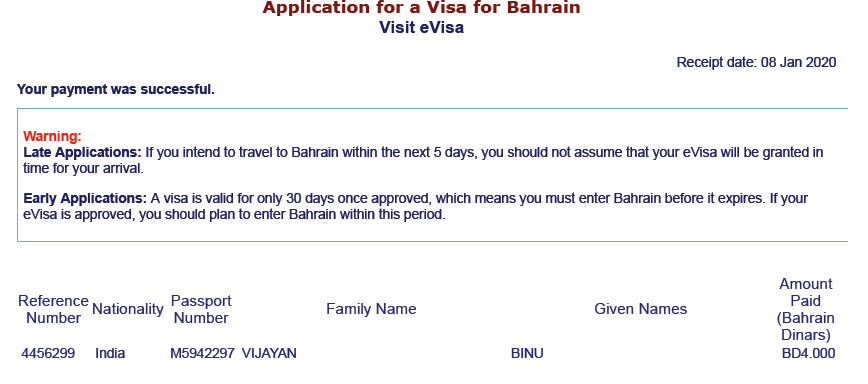 Application for a Visa for Bahrain
Visit eVisa
Receipt date: 08 Jan 2020
Your payment was successful.
Warning:
Late Applications: If you intend to travel to Bahrain within the next 5 days, you should not assume that your eVisa will be granted in
time for your arrival.
Early Applications: A visa is valid for only 30 days once approved, which means you must enter Bahrain before it expires. If your
eVisa is approved, you should plan to enter Bahrain within this period.
Reference Number Nationality Passport Number Family Name Given Names Amount Paid (Bahrain Dinars)
4456299 India M5942297 VIJAYAN BINU BD4.000